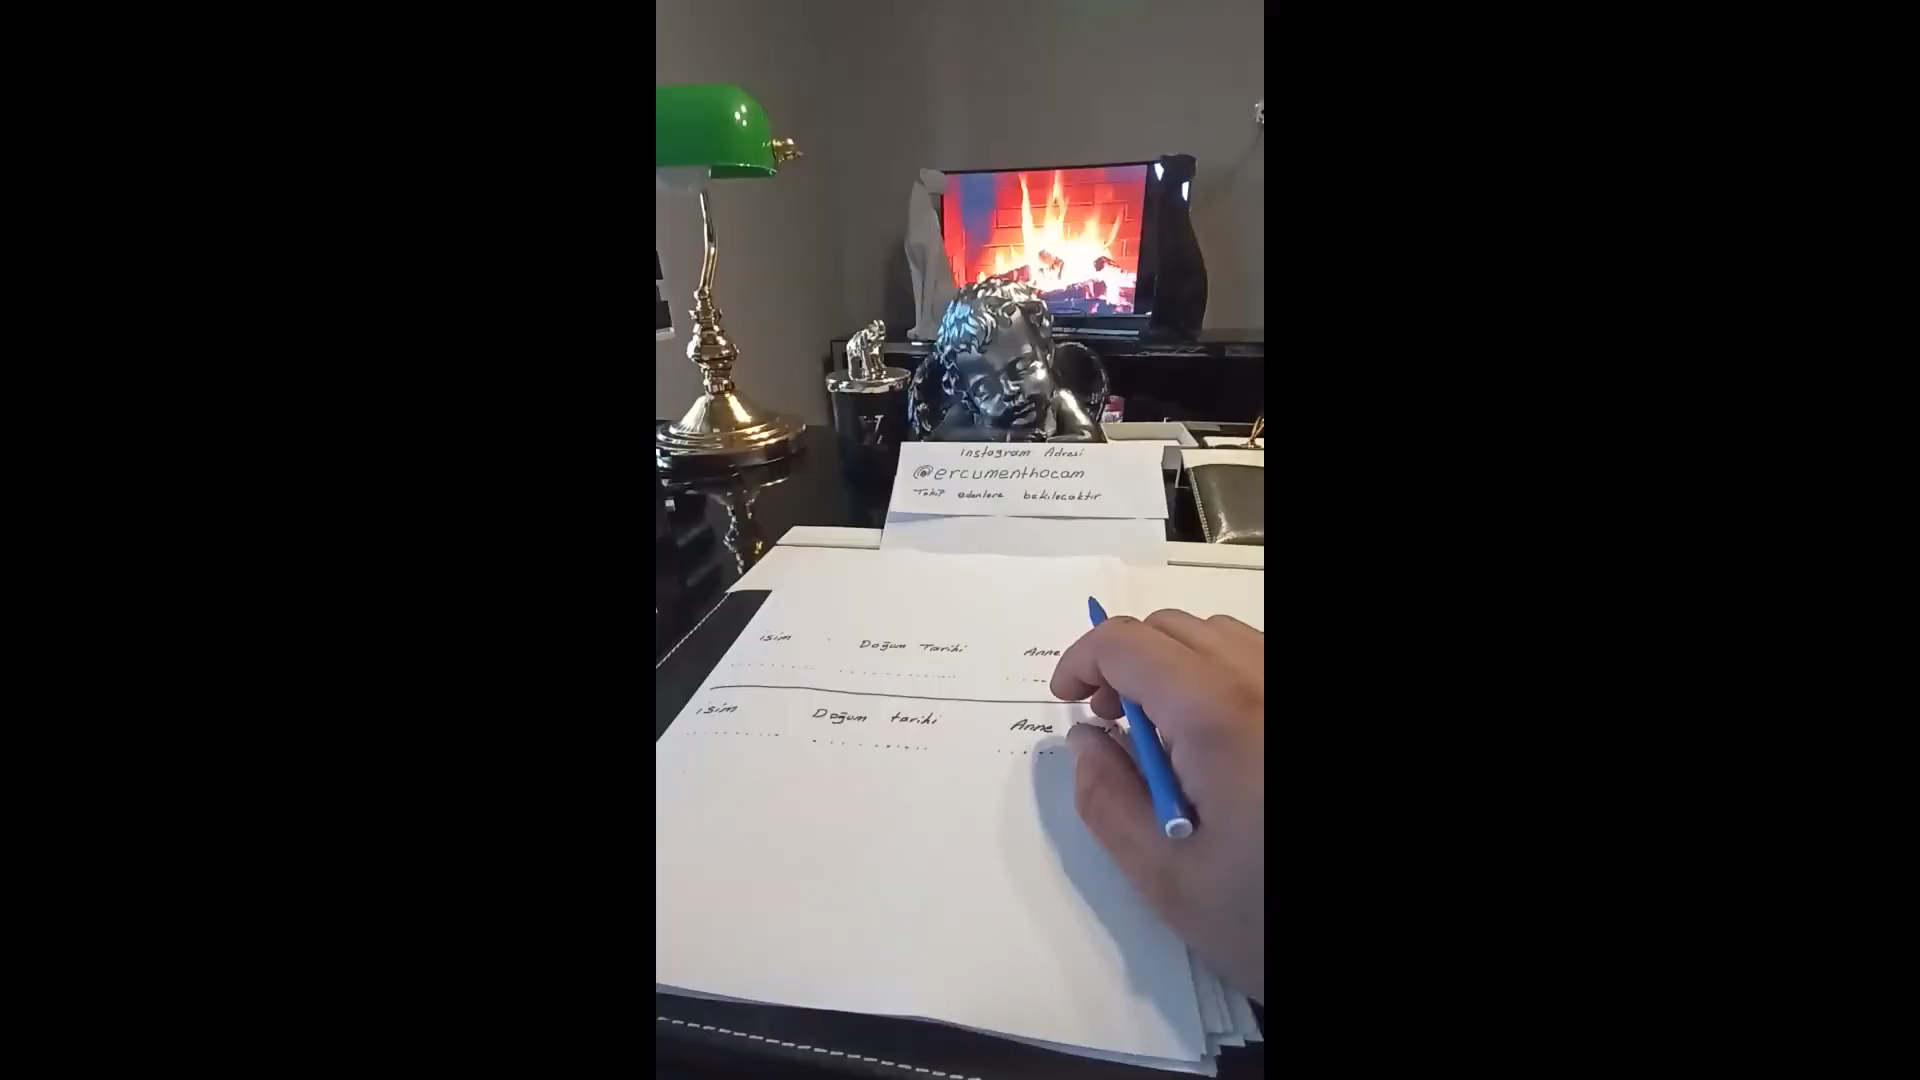 Instagram Adresi
@ercumenthocam
Takip edenlere bakılacaktır
isim Doğum Tarihi Anne
isim Doğum tarihi Anne